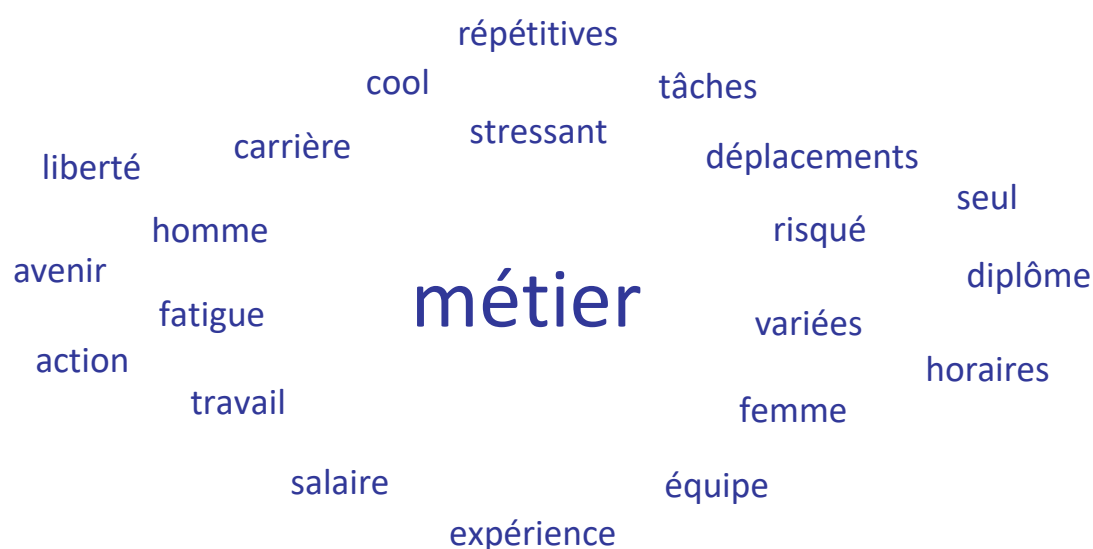 répétitives
cool
tâches
stressant
carrière
déplacements
liberté
seul
homme
risqué
avenir
diplôme
métier
fatigue
variées
action
horaires
travail
femme
salaire
équipe
expérience